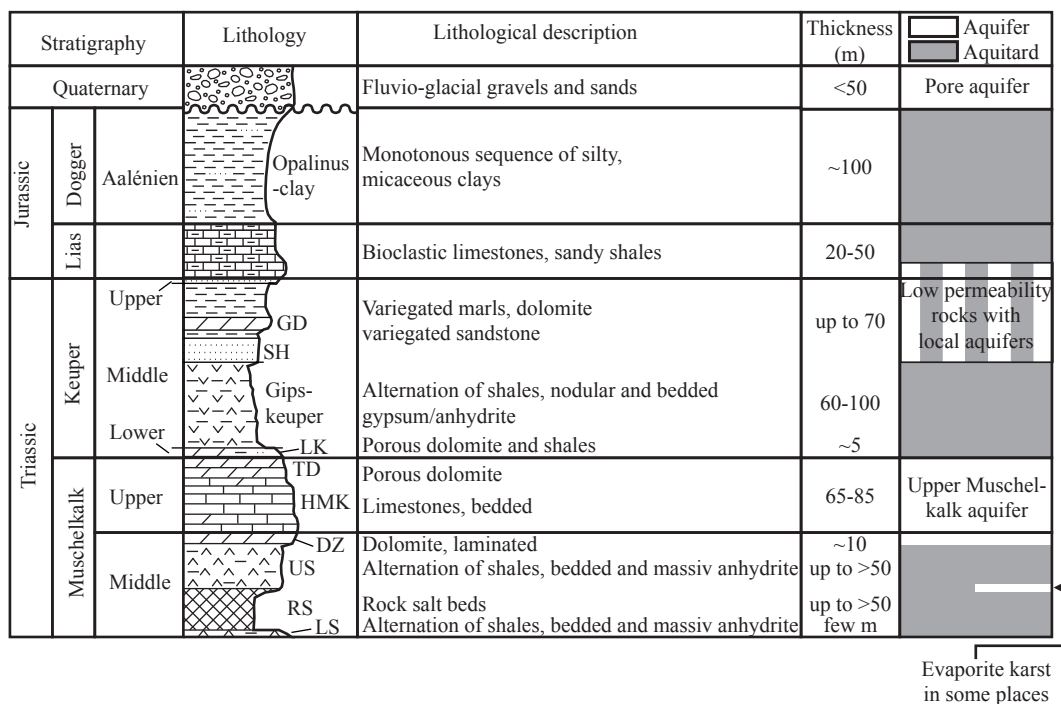 Stratigraphy
Lithology
Lithological description
Thickness
(m)
Aquifer
Aquitard
Quaternary
Fluvio-glacial gravels and sands
<50
Pore aquifer
Jurassic
Dogger
Aalénien
Opalinus
-clay
Monotonous sequence of silty,
micaceous clays
~100
Lias
Bioclastic limestones, sandy shales
20-50
Triassic
Keuper
Upper
GD
SH
Variegated marls, dolomite
variegated sandstone
up to 70
Low permeability
rocks with
local aquifers
Middle
Gips-
keuper
Alternation of shales, nodular and bedded
gypsum/anhydrite
60-100
Lower
LK
Porous dolomite and shales
~5
Muschelkalk
Upper
TD
HMK
Porous dolomite
Limestones, bedded
65-85
Upper Muschel-
kalk aquifer
Middle
DZ
Dolomite, laminated
~10
US
Alternation of shales, bedded and massiv anhydrite
up to >50
RS
Rock salt beds
up to >50
LS
Alternation of shales, bedded and massiv anhydrite
few m
Evaporite karst
in some places